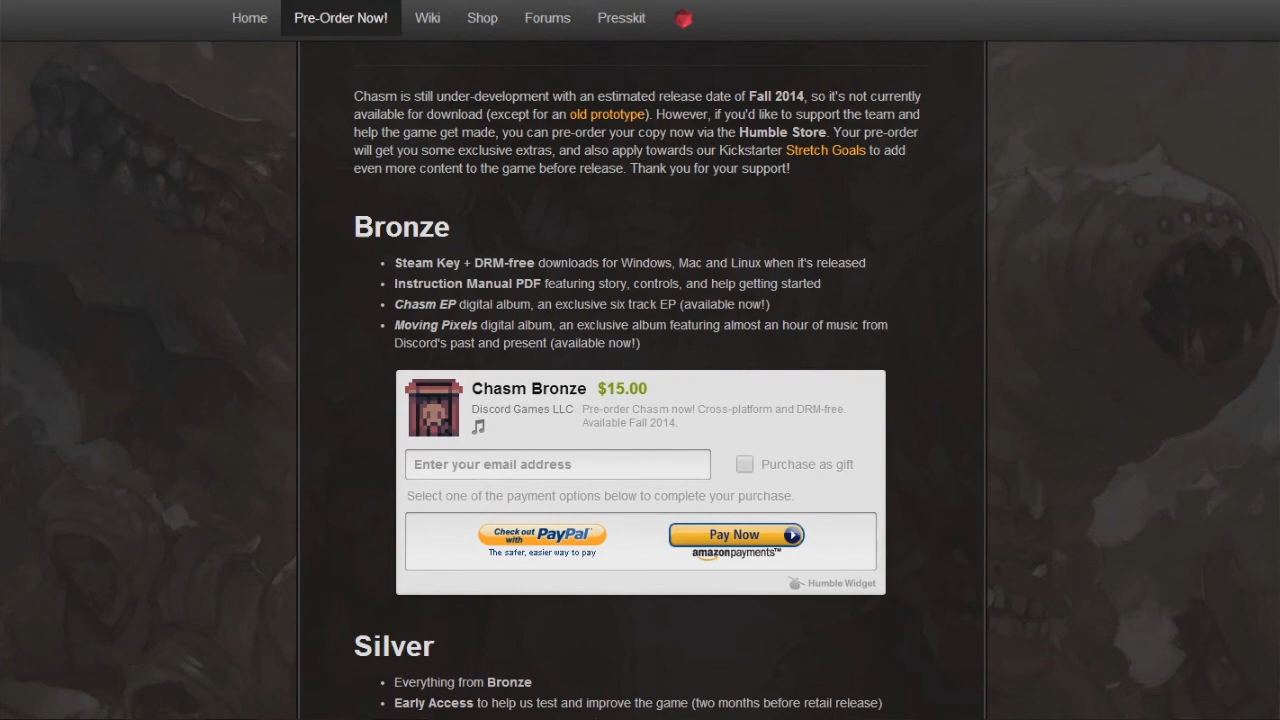 Home Pre-Order Now! Wiki Shop Forums Presskit
Chasm is still under-development with an estimated release date of Fall 2014, so it's not currently
available for download (except for an old prototype). However, if you'd like to support the team and
help the game get made, you can pre-order your copy now via the Humble Store. Your pre-order
will get you some exclusive extras, and also apply towards our Kickstarter Stretch Goals to add
even more content to the game before release. Thank you for your support!
Bronze
• Steam Key + DRM-free downloads for Windows, Mac and Linux when it's released
• Instruction Manual PDF featuring story, controls, and help getting started
• Chasm EP digital album, an exclusive six track EP (available now!)
• Moving Pixels digital album, an exclusive album featuring almost an hour of music from
Discord's past and present (available now!)
Chasm Bronze $15.00
Discord Games LLC Pre-order Chasm now! Cross-platform and DRM-free.
Available Fall 2014.
Enter your email address Purchase as gift
Select one of the payment options below to complete your purchase.
Check out with PayPal Pay Now
The safer, easier way to pay amazonpayments™
Humble Widget
Silver
• Everything from Bronze
• Early Access to help us test and improve the game (two months before retail release)